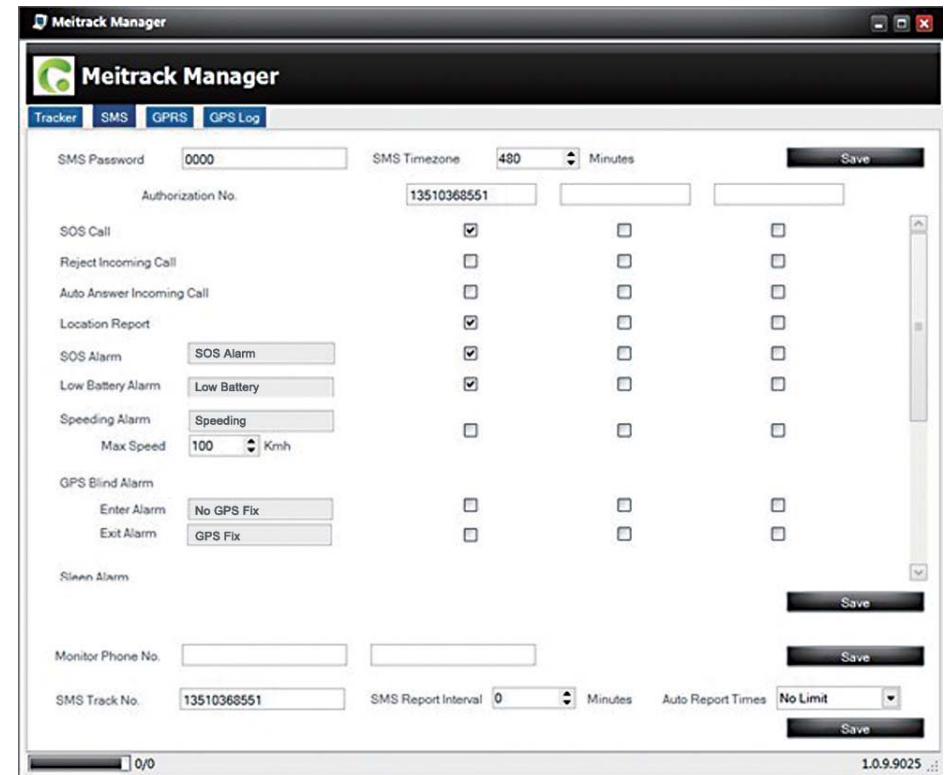 Meitrack Manager
Meitrack Manager
Tracker SMS GPRS GPS Log
SMS Password 0000 SMS Timezone 480 Minutes Save
Authorization No. 13510368551
SOS Call
Reject Incoming Call
Auto Answer Incoming Call
Location Report
SOS Alarm SOS Alarm
Low Battery Alarm Low Battery
Speeding Alarm Speeding
Max Speed 100 Kmh
GPS Blind Alarm
Enter Alarm No GPS Fix
Exit Alarm GPS Fix
Sleep Alarm
Save
Monitor Phone No. Save
SMS Track No. 13510368551 SMS Report Interval 0 Minutes Auto Report Times No Limit
Save
0/0 1.0.9.9025